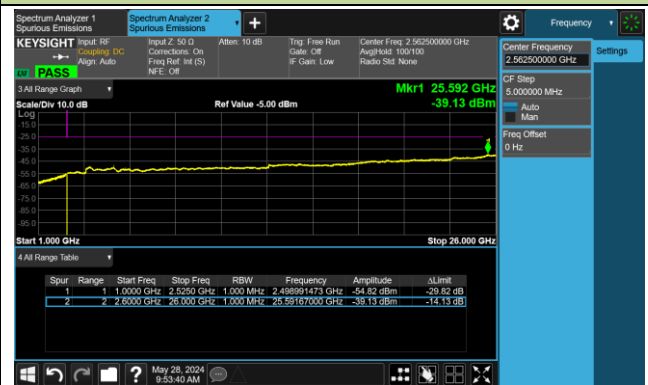 Spectrum Analyzer 1
Spurious Emissions
Spectrum Analyzer 2
Spurious Emissions
Frequency
KEYSIGHT
Input: RF
Coupling: DC
Align: Auto
Input Z: 50 Ω
Corrections: On
Freq Ref: Int (S)
NFE: Off
Atten: 10 dB
Trig: Free Run
Gate: Off
IF Gain: Low
Center Freq: 2.562500000 GHz
Avg|Hold: 100/100
Radio Std: None
PASS
3 All Range Graph
Mkr1 25.592 GHz
Scale/Div 10.0 dB
Ref Value -5.00 dBm
-39.13 dBm
Log
-15.0
-25.0
-35.0
-45.0
-55.0
-65.0
-75.0
-85.0
-95.0
1
Start 1.000 GHz
Stop 26.000 GHz
4 All Range Table
Spur Range Start Freq Stop Freq RBW Frequency Amplitude ΔLimit
1 1 1.0000 GHz 2.5250 GHz 1.000 MHz 2.498991473 GHz -54.82 dBm -29.82 dB
2 2 2.6000 GHz 26.000 GHz 1.000 MHz 25.59167000 GHz -39.13 dBm -14.13 dB
Center Frequency
2.562500000 GHz
Settings
CF Step
5.000000 MHz
Auto
Man
Freq Offset
0 Hz
?
May 28, 2024
9:53:40 AM